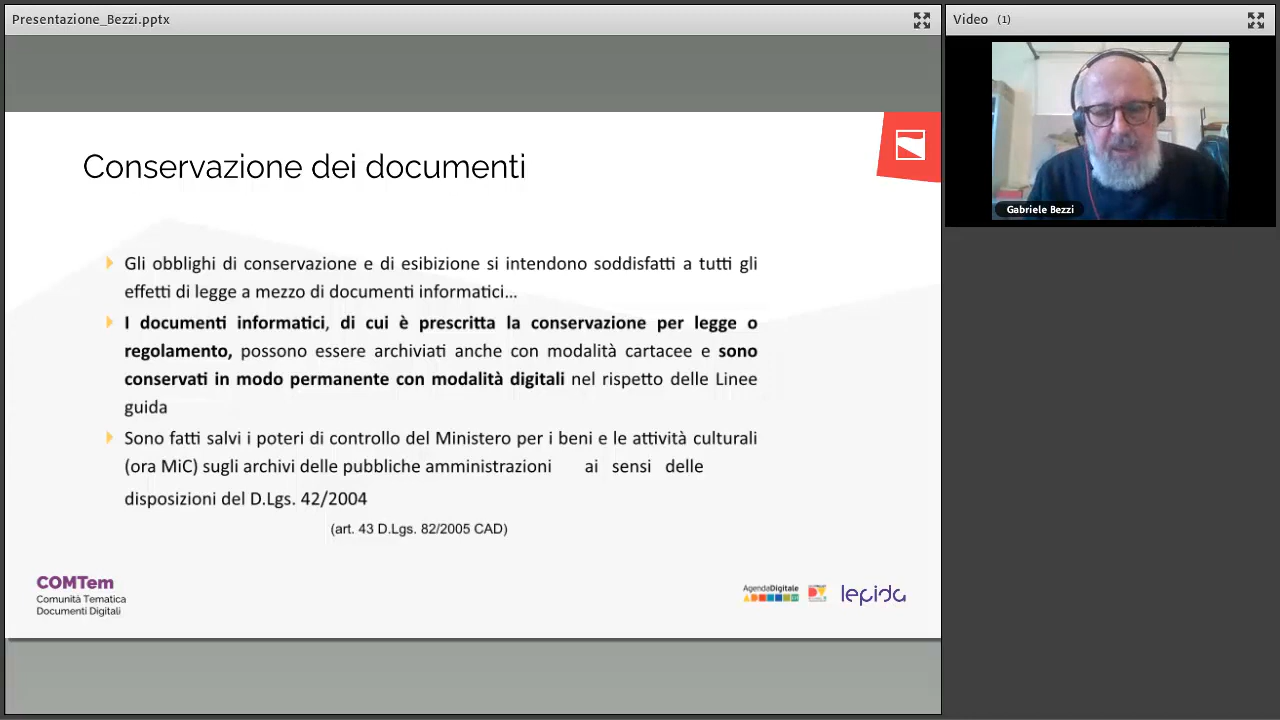 Presentazione_Bezzi.pptx
Video (1)
Gabriele Bezzi
Conservazione dei documenti
Gli obblighi di conservazione e di esibizione si intendono soddisfatti a tutti gli
effetti di legge a mezzo di documenti informatici...
I documenti informatici, di cui è prescritta la conservazione per legge o
regolamento, possono essere archiviati anche con modalità cartacee e sono
conservati in modo permanente con modalità digitali nel rispetto delle Linee
guida
Sono fatti salvi i poteri di controllo del Ministero per i beni e le attività culturali
(ora MiC) sugli archivi delle pubbliche amministrazioni ai sensi delle
disposizioni del D.Lgs. 42/2004
(art. 43 D.Lgs. 82/2005 CAD)
COMTem
Comunità Tematica
Documenti Digitali
AgendaDigitale
lepida